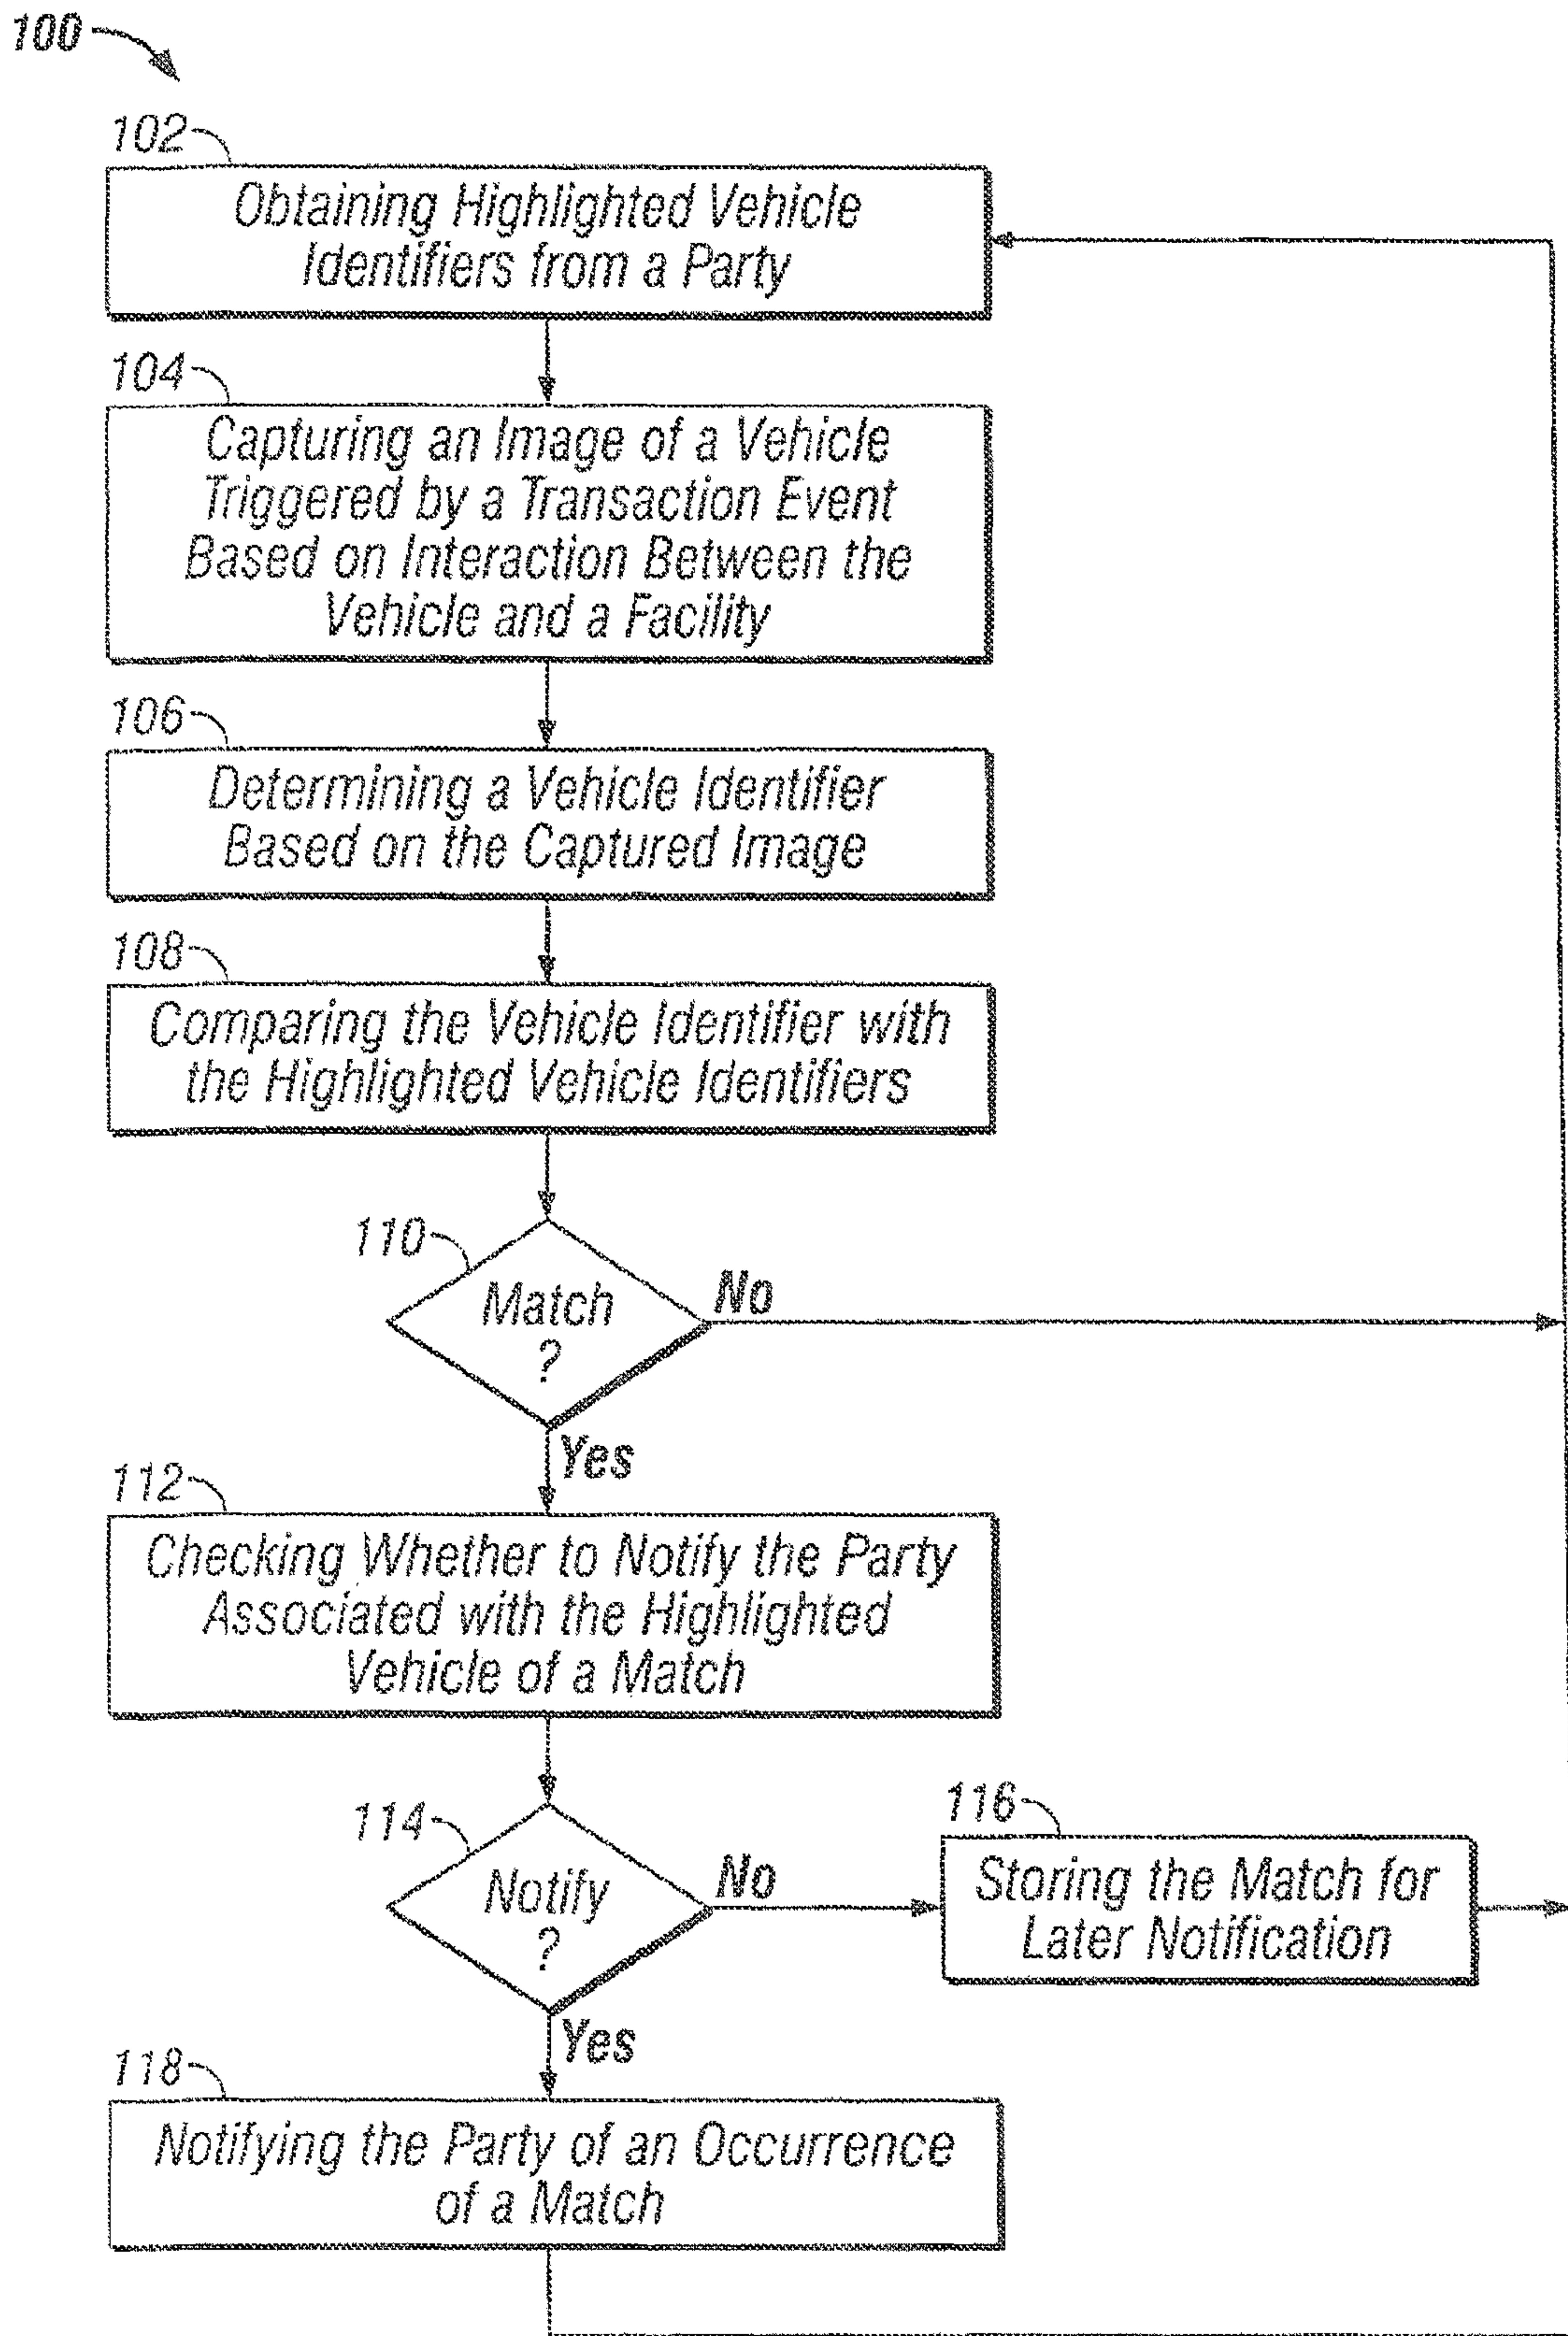 100
102
Obtaining Highlighted Vehicle
Identifiers from a Party
104
Capturing an Image of a Vehicle
Triggered by a Transaction Event
Based on Interaction Between the
Vehicle and a Facility
106
Determining a Vehicle Identifier
Based on the Captured Image
108
Comparing the Vehicle Identifier with
the Highlighted Vehicle Identifiers
110
Match
?
No
Yes
112
Checking Whether to Notify the Party
Associated with the Highlighted
Vehicle of a Match
114
Notify
?
No
116
Storing the Match for
Later Notification
Yes
118
Notifying the Party of an Occurrence
of a Match